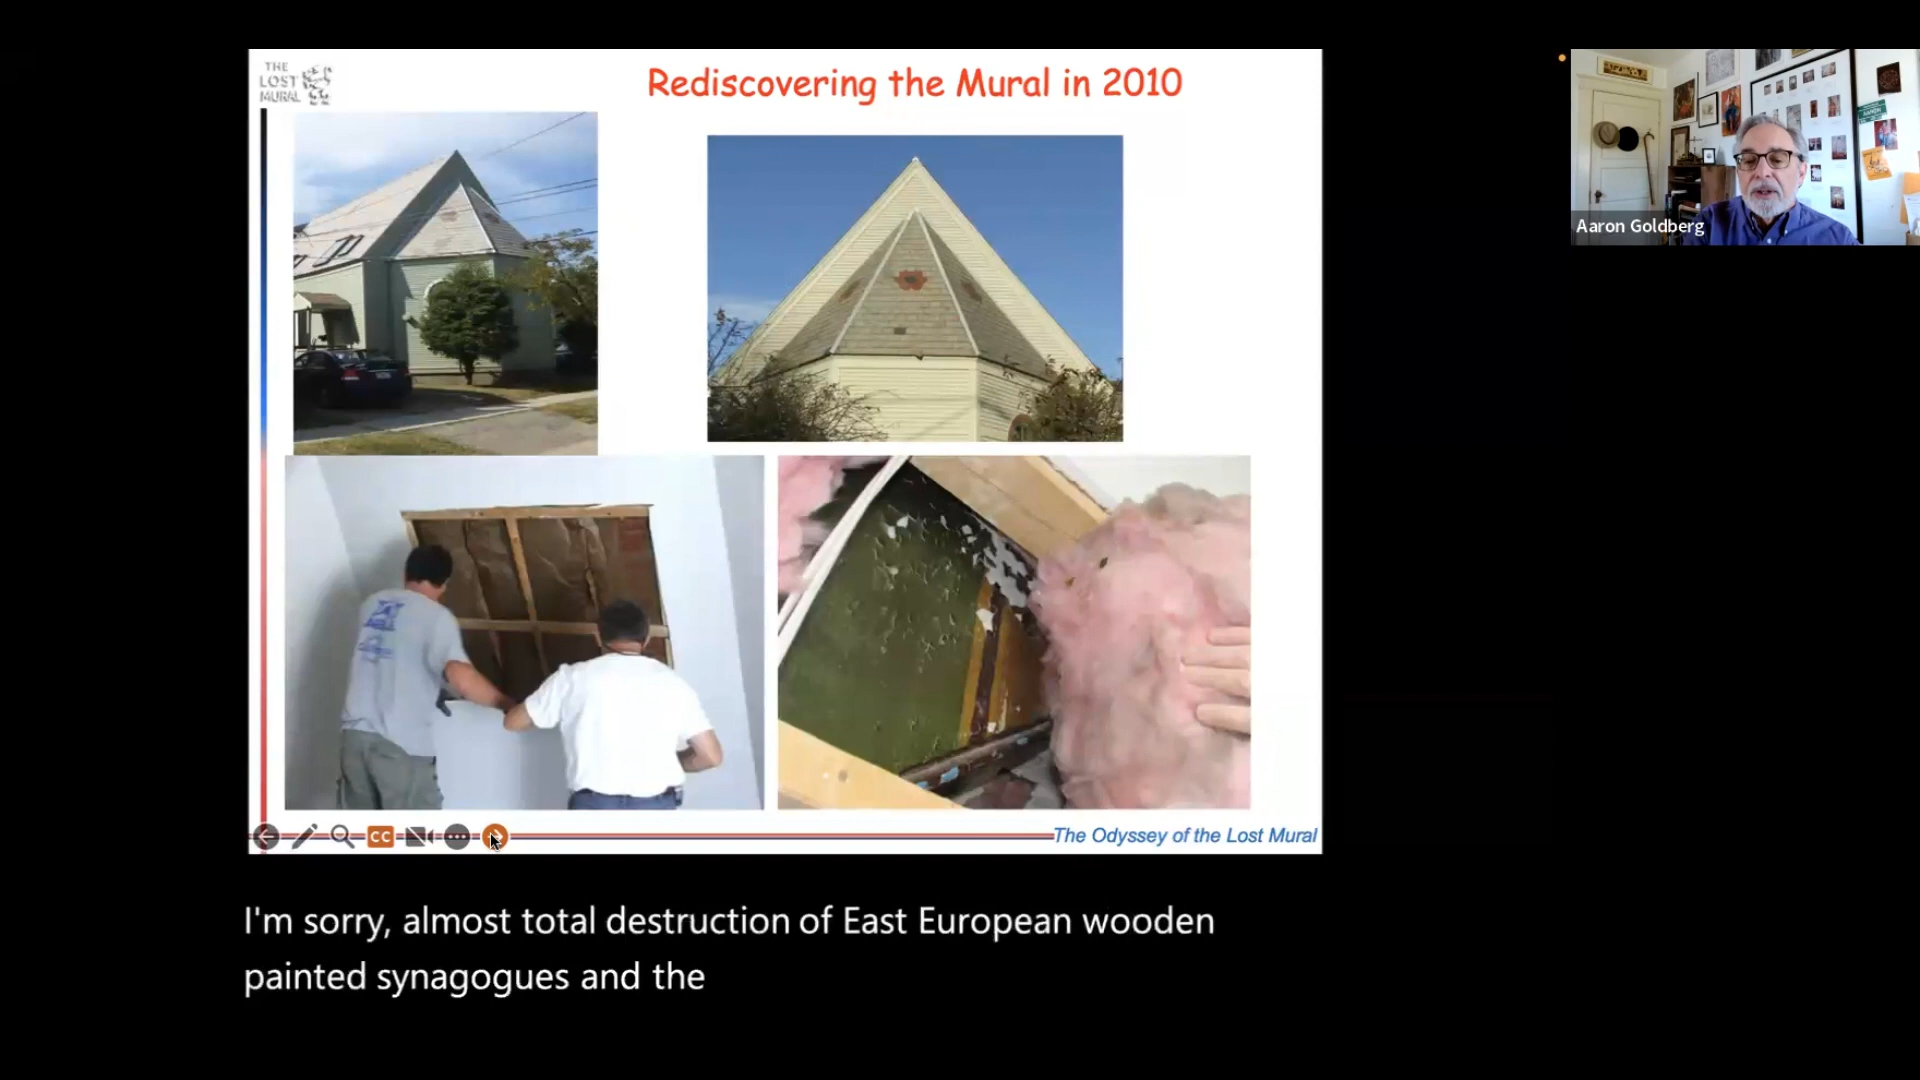 THE
LOST
MURAL
Rediscovering the Mural in 2010
Aaron Goldberg
CC
The Odyssey of the Lost Mural
I'm sorry, almost total destruction of East European wooden
painted synagogues and the